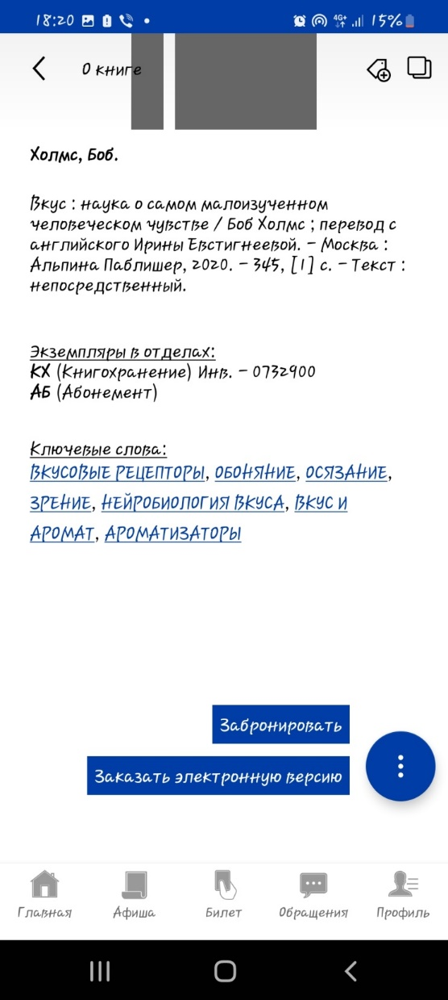 18:20 4G+ 15%
О книге
Холмс, Боб.
Вкус : наука о самом малоизученном
человеческом чувстве / Боб Холмс ; перевод с
английского Ирины Евстигнеевой. – Москва :
Альпина Паблишер, 2020. – 345, [1] с. – Текст :
непосредственный.
Экземпляры в отделах:
КХ (Книгохранение) Инв. – 0732900
АБ (Абонемент)
Ключевые слова:
ВКУСОВЫЕ РЕЦЕПТОРЫ, ОБОНЯНИЕ, ОСЯЗАНИЕ,
ЗРЕНИЕ, НЕЙРОБИОЛОГИЯ ВКУСА, ВКУС И
АРОМАТ, АРОМАТИЗАТОРЫ
Забронировать
Заказать электронную версию
Главная Афиша Билет Обращения Профиль